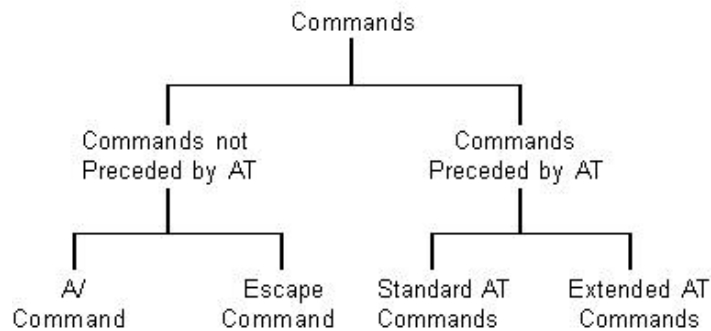 Commands
Commands not
Preceded by AT
Commands
Preceded by AT
A/
Command
Escape
Command
Standard AT
Commands
Extended AT
Commands